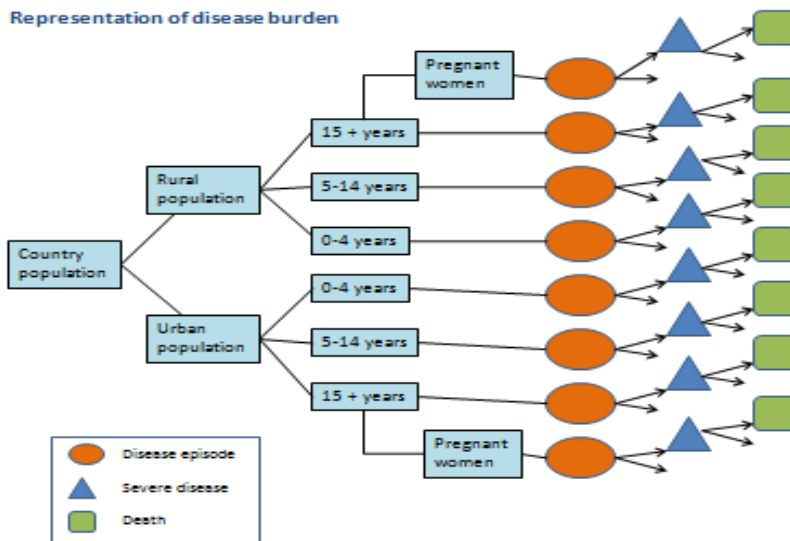 Representation of disease burden
Pregnant
women
15 + years
Rural
population
5-14 years
0-4 years
Country
population
0-4 years
Urban
population
5-14 years
15 + years
Pregnant
women
Disease episode
Severe disease
Death